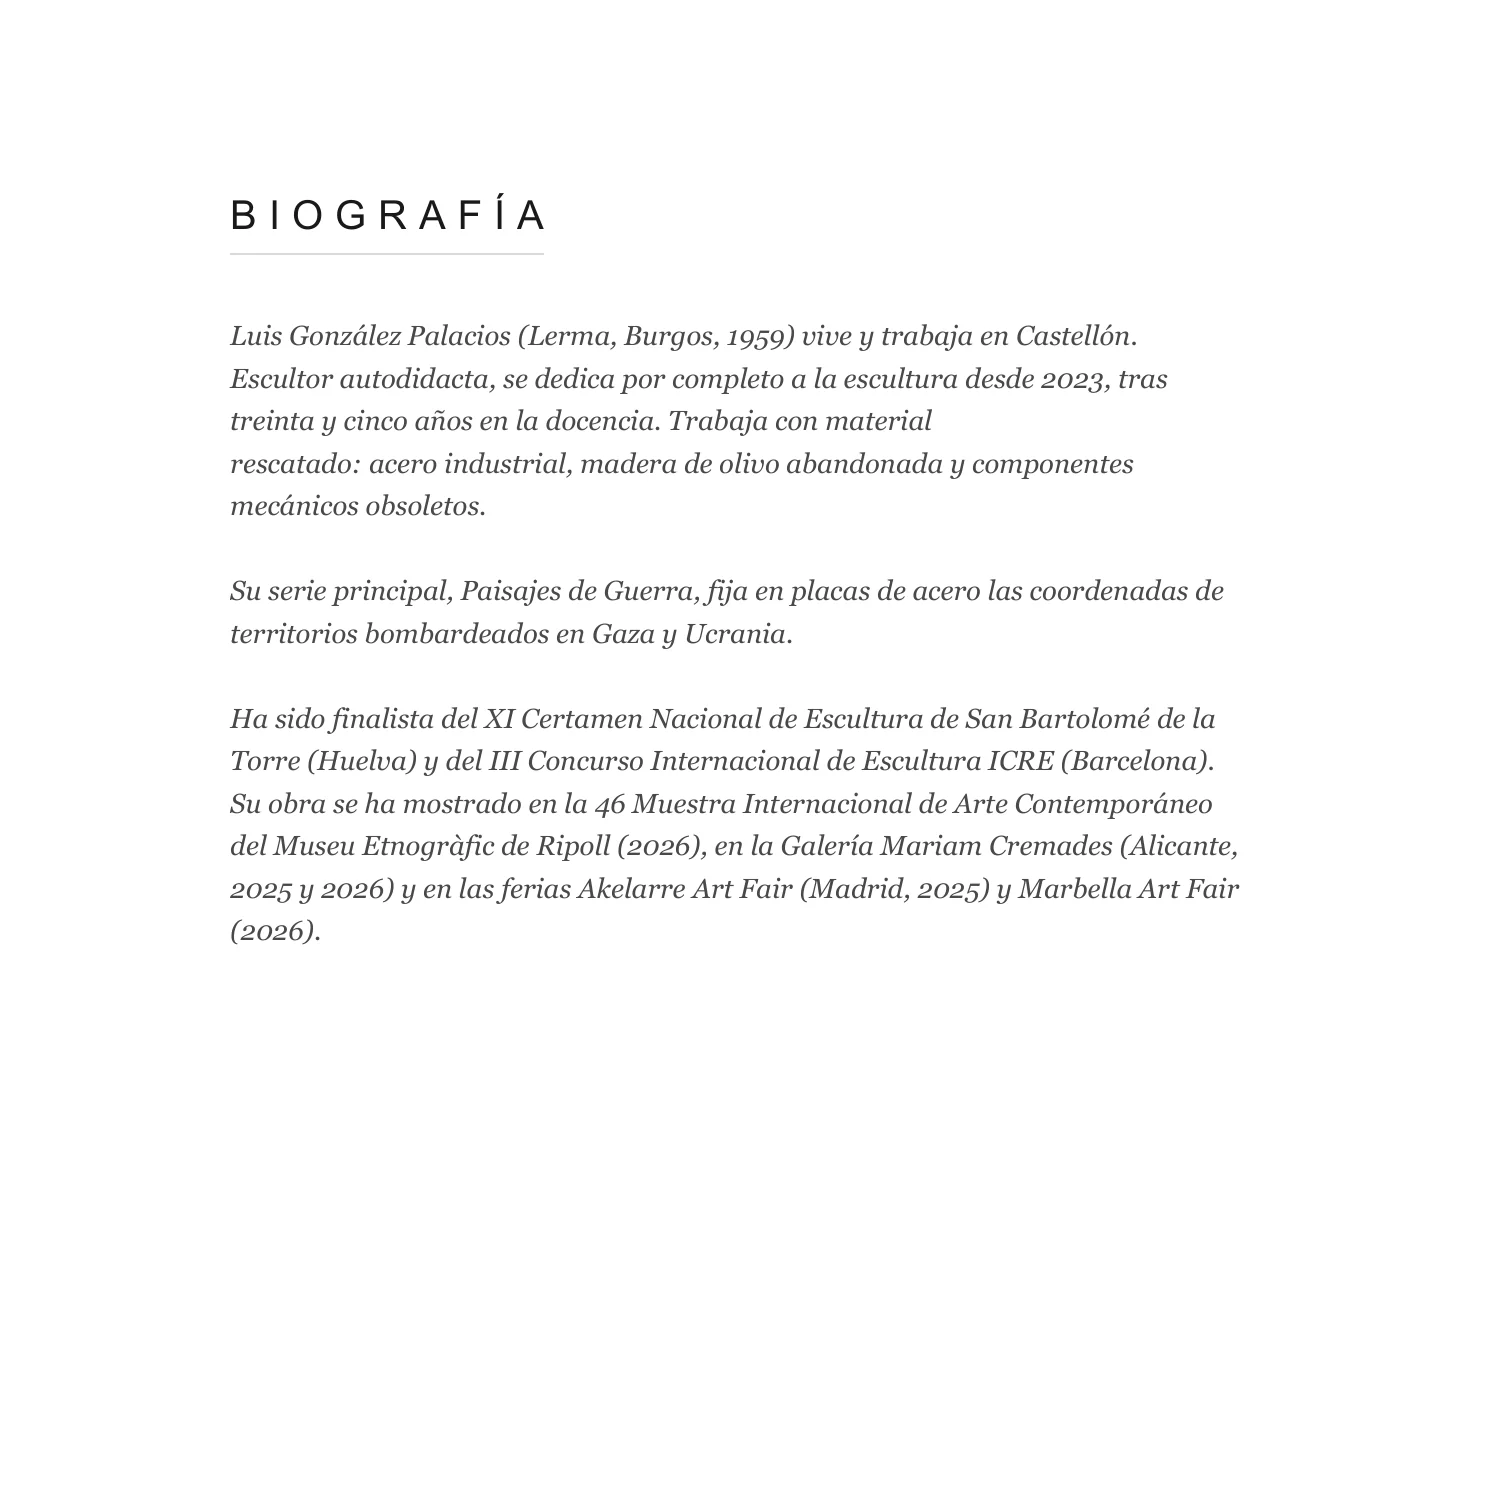 BIOGRAFÍA
Luis González Palacios (Lerma, Burgos, 1959) vive y trabaja en Castellón.
Escultor autodidacta, se dedica por completo a la escultura desde 2023, tras
treinta y cinco años en la docencia. Trabaja con material
rescatado: acero industrial, madera de olivo abandonada y componentes
mecánicos obsoletos.
Su serie principal, Paisajes de Guerra, fija en placas de acero las coordenadas de
territorios bombardeados en Gaza y Ucrania.
Ha sido finalista del XI Certamen Nacional de Escultura de San Bartolomé de la
Torre (Huelva) y del III Concurso Internacional de Escultura ICRE (Barcelona).
Su obra se ha mostrado en la 46 Muestra Internacional de Arte Contemporáneo
del Museu Etnogràfic de Ripoll (2026), en la Galería Mariam Cremades (Alicante,
2025 y 2026) y en las ferias Akelarre Art Fair (Madrid, 2025) y Marbella Art Fair
(2026).